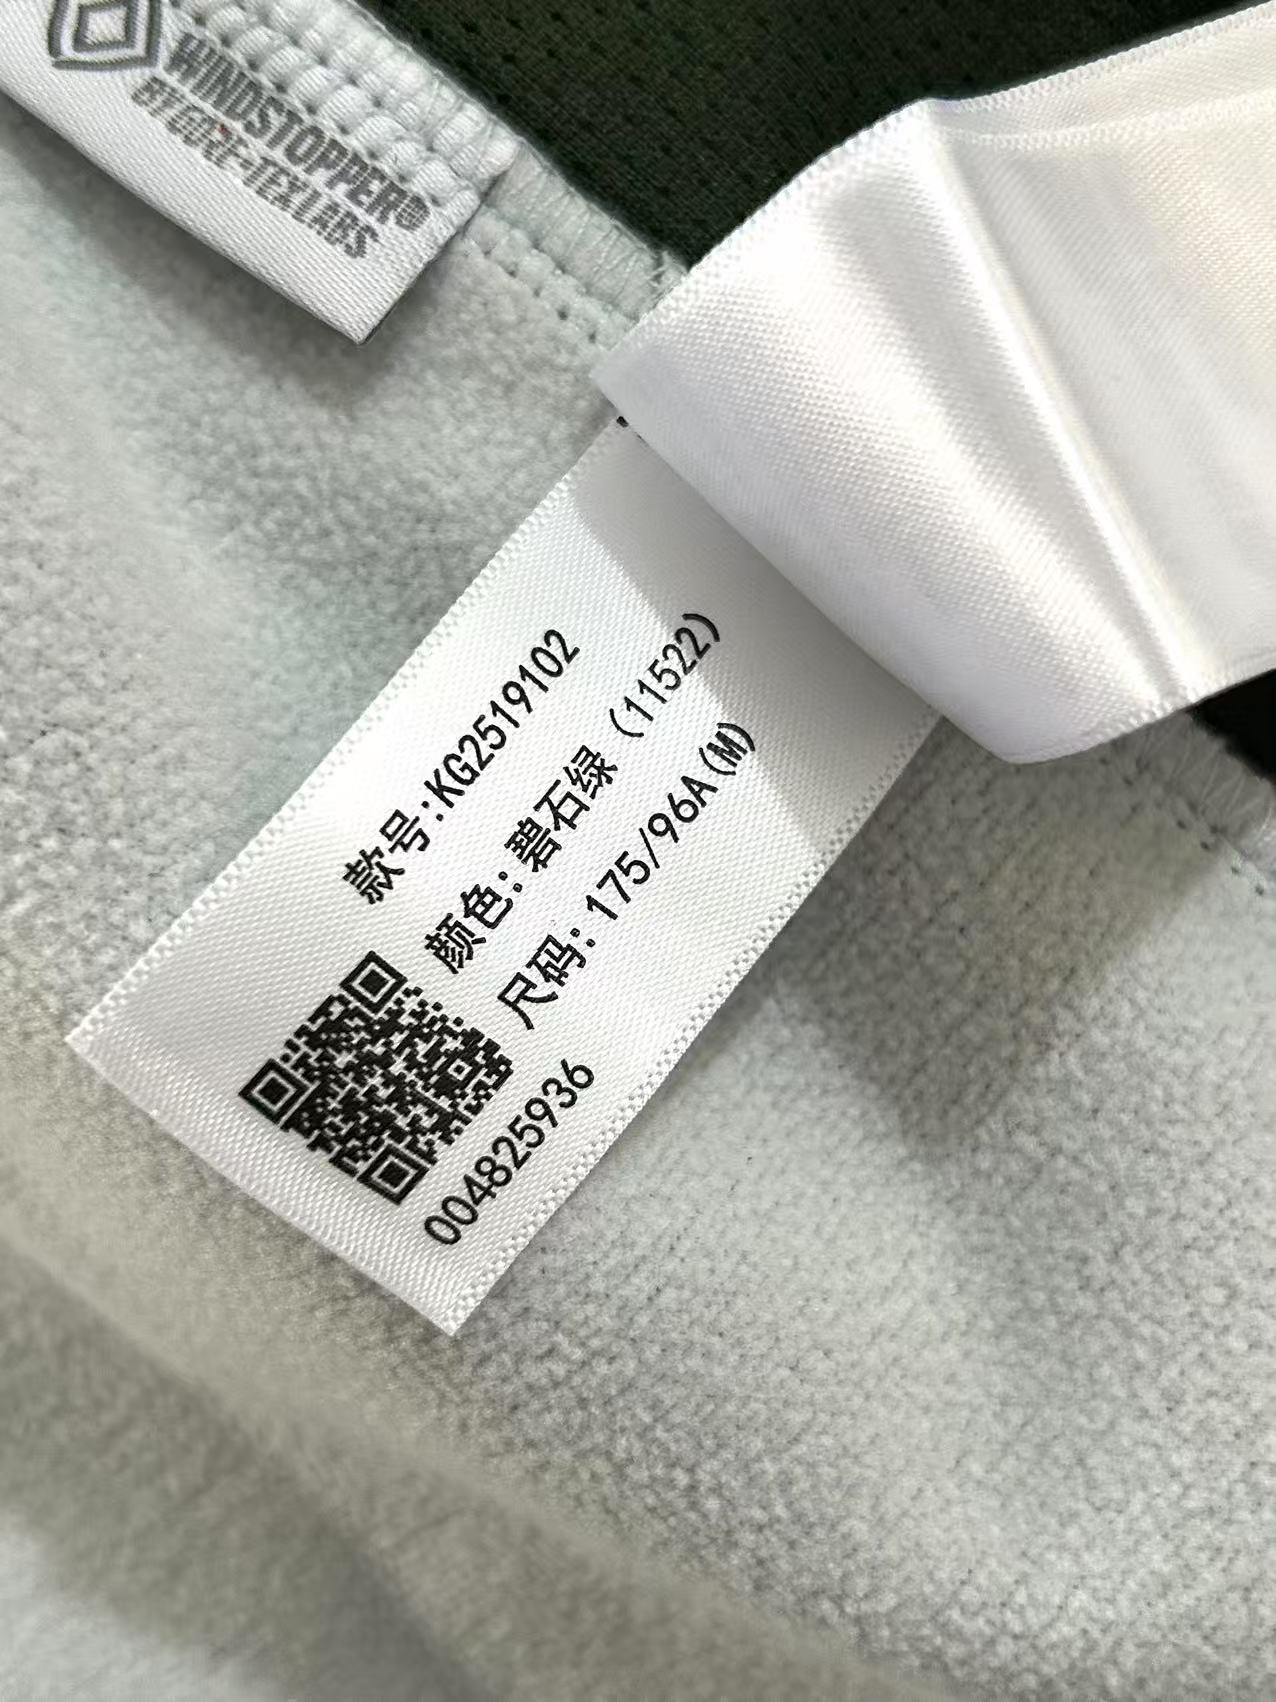 WINDSTOPPER®
BY GORE-TEX LABS
款号:KG2519102
颜色:碧石绿(11522)
尺码:175/96A(M)
004825936